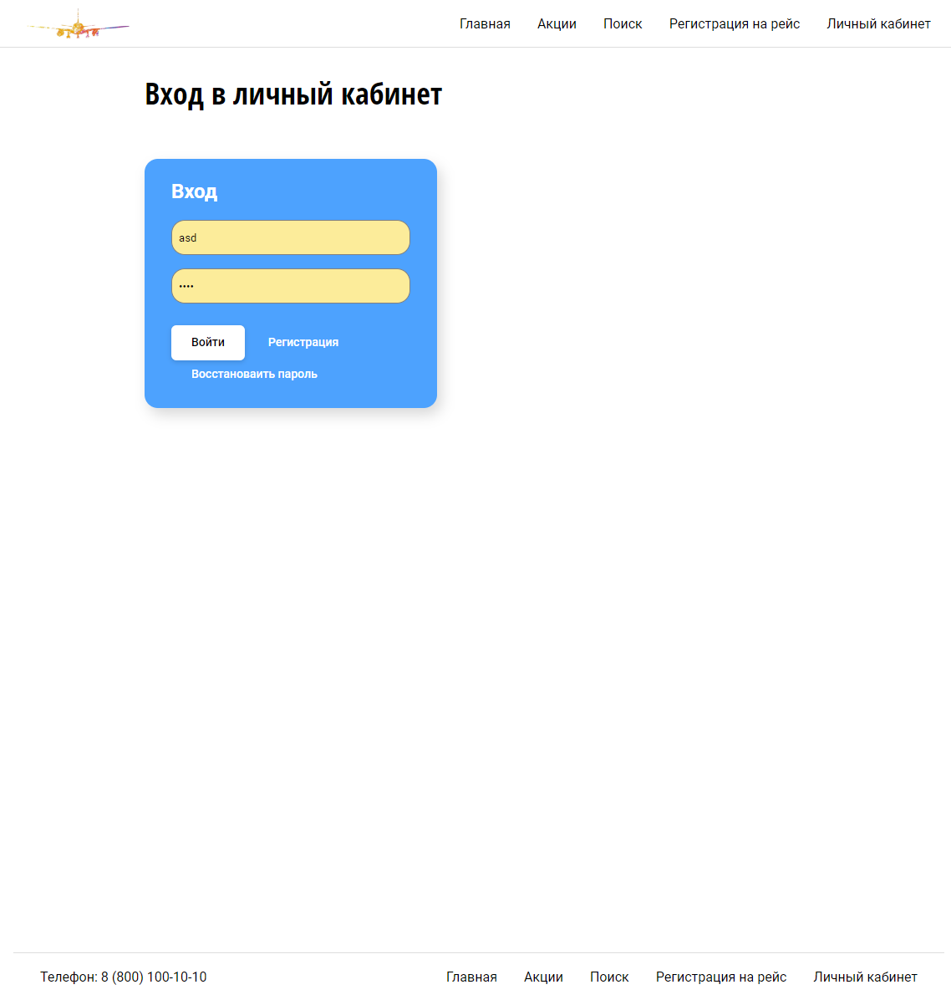 Главная Акции Поиск Регистрация на рейс Личный кабинет
Вход в личный кабинет
Вход
asd
••••
Войти Регистрация
Восстановаить пароль
Телефон: 8 (800) 100-10-10 Главная Акции Поиск Регистрация на рейс Личный кабинет